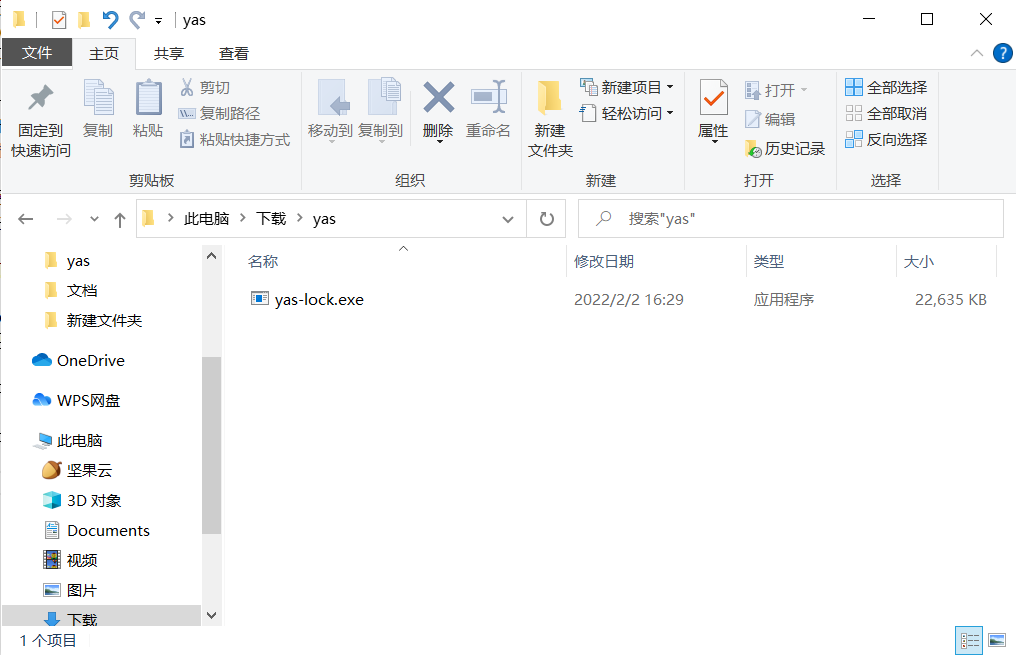 yas
文件 主页 共享 查看
固定到
快速访问
复制
粘贴
剪切
复制路径
粘贴快捷方式
剪贴板
移动到
复制到
删除
重命名
组织
新建
文件夹
新建项目
轻松访问
新建
属性
打开
编辑
历史记录
打开
全部选择
全部取消
反向选择
选择
此电脑 下载 yas
搜索"yas"
yas
文档
新建文件夹
OneDrive
WPS网盘
此电脑
坚果云
3D 对象
Documents
视频
图片
下载
名称 修改日期 类型 大小
yas-lock.exe 2022/2/2 16:29 应用程序 22,635 KB
1 个项目